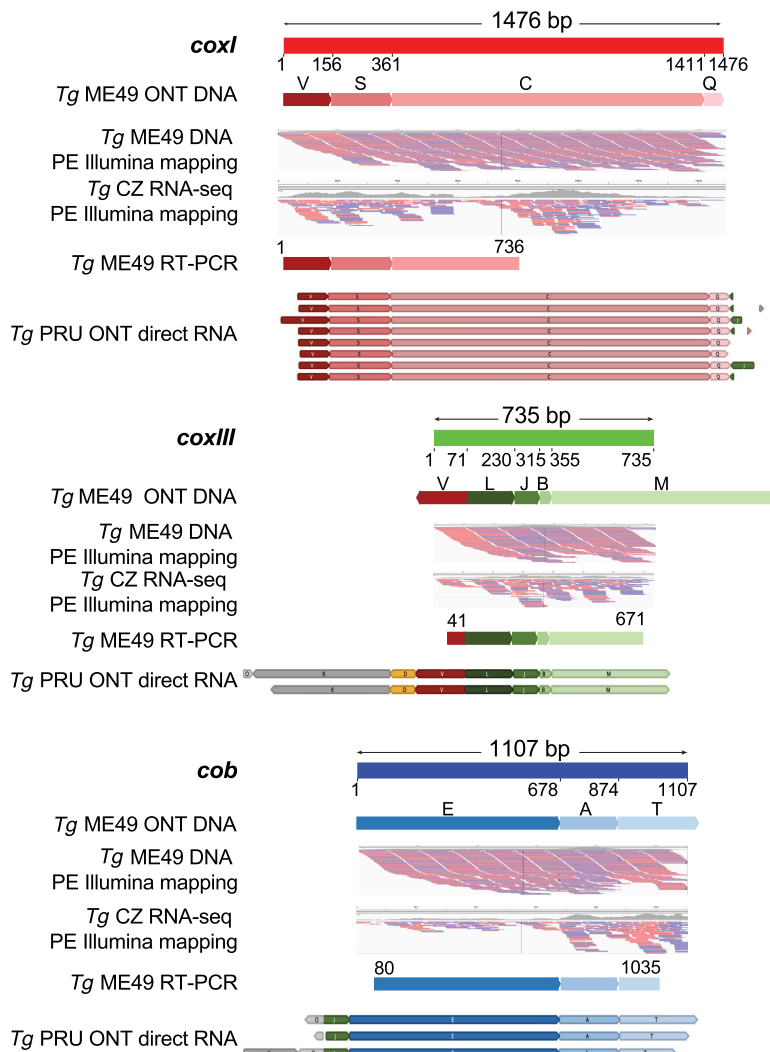 1476 bp
coxI
1 156 361 1411 1476
V S C Q
Tg ME49 ONT DNA
Tg ME49 DNA
PE Illumina mapping
Tg CZ RNA-seq
PE Illumina mapping
1 736
Tg ME49 RT-PCR
V S C Q
V S C Q
V S C Q J
Tg PRU ONT direct RNA
V S C Q
V S C Q
V S C Q
V S C Q J
V S C Q
735 bp
coxIII
1 71 230 315 355 735
V L J B M
Tg ME49 ONT DNA
Tg ME49 DNA
PE Illumina mapping
Tg CZ RNA-seq
PE Illumina mapping
41 671
Tg ME49 RT-PCR
O K D V L J B M
Tg PRU ONT direct RNA
K D V L J B M
1107 bp
cob
1 678 874 1107
E A T
Tg ME49 ONT DNA
Tg ME49 DNA
PE Illumina mapping
Tg CZ RNA-seq
PE Illumina mapping
80 1035
Tg ME49 RT-PCR
O J E A T
Tg PRU ONT direct RNA
J E A T